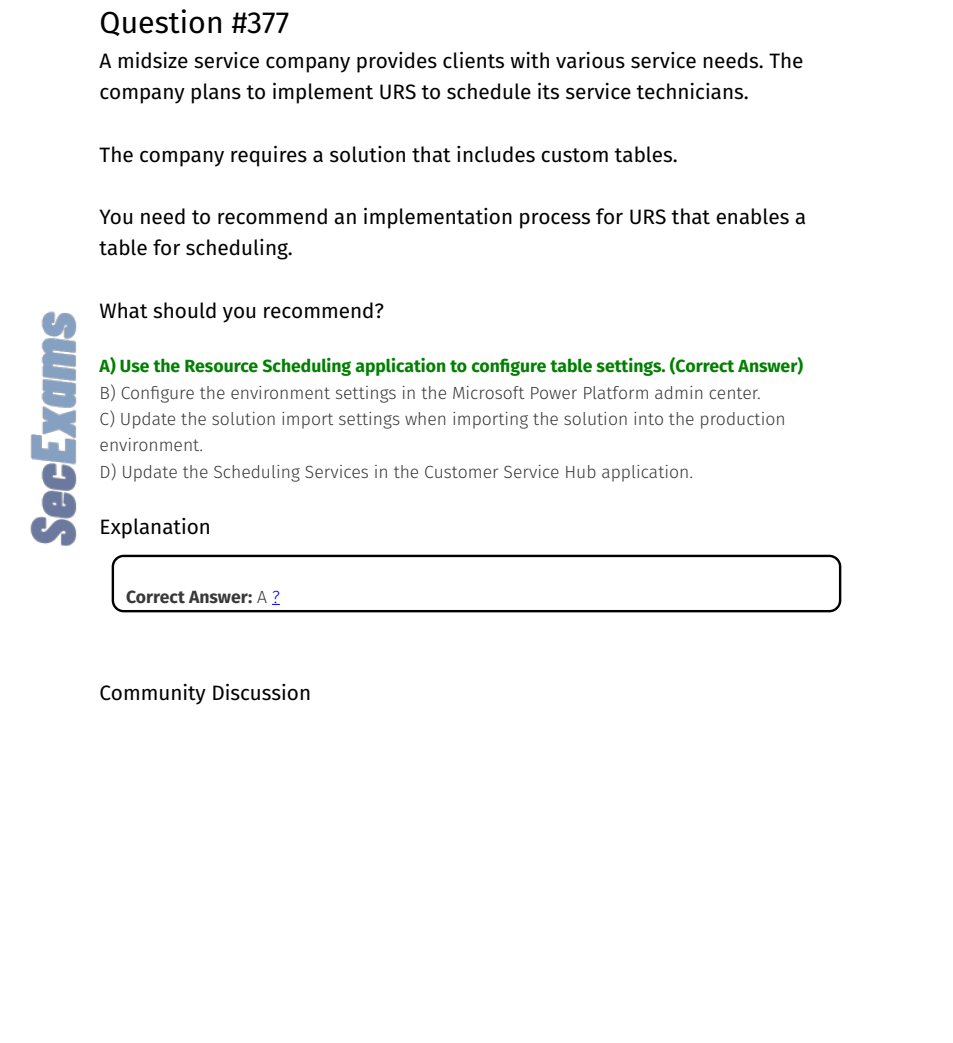 Question #377
A midsize service company provides clients with various service needs. The
company plans to implement URS to schedule its service technicians.
The company requires a solution that includes custom tables.
You need to recommend an implementation process for URS that enables a
table for scheduling.
What should you recommend?
A) Use the Resource Scheduling application to configure table settings. (Correct Answer)
B) Configure the environment settings in the Microsoft Power Platform admin center.
C) Update the solution import settings when importing the solution into the production
environment.
D) Update the Scheduling Services in the Customer Service Hub application.
SecExams
Explanation
Correct Answer: A ?
Community Discussion